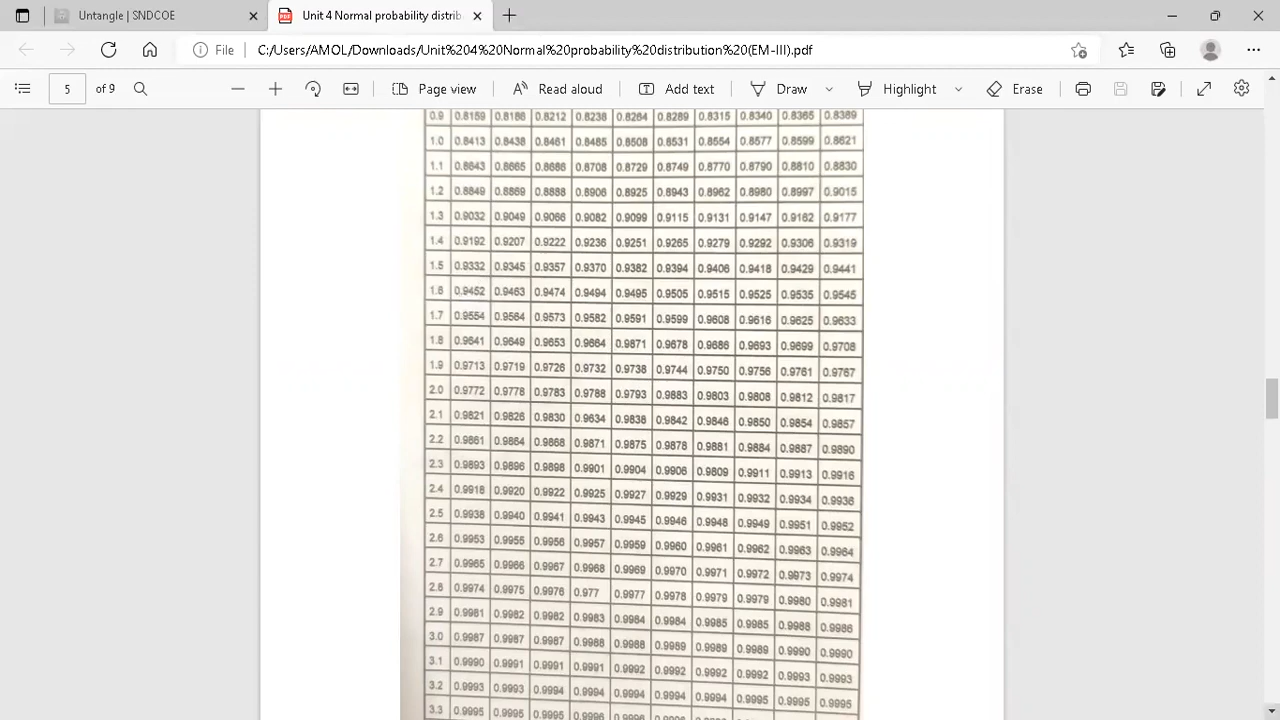 Untangle | SNDCOE
Unit 4 Normal probability distrib
File C:/Users/AMOL/Downloads/Unit%204%20Normal%20probability%20distribution%20(EM-III).pdf
5 of 9 Page view Read aloud Add text Draw Highlight Erase
0.9 0.8159 0.8186 0.8212 0.8238 0.8264 0.8289 0.8315 0.8340 0.8365 0.8389
1.0 0.8413 0.8438 0.8461 0.8485 0.8508 0.8531 0.8554 0.8577 0.8599 0.8621
1.1 0.8643 0.8665 0.8686 0.8708 0.8729 0.8749 0.8770 0.8790 0.8810 0.8830
1.2 0.8849 0.8869 0.8888 0.8906 0.8925 0.8943 0.8962 0.8980 0.8997 0.9015
1.3 0.9032 0.9049 0.9066 0.9082 0.9099 0.9115 0.9131 0.9147 0.9162 0.9177
1.4 0.9192 0.9207 0.9222 0.9236 0.9251 0.9265 0.9279 0.9292 0.9306 0.9319
1.5 0.9332 0.9345 0.9357 0.9370 0.9382 0.9394 0.9406 0.9418 0.9429 0.9441
1.6 0.9452 0.9463 0.9474 0.9494 0.9495 0.9505 0.9515 0.9525 0.9535 0.9545
1.7 0.9554 0.9564 0.9573 0.9582 0.9591 0.9599 0.9608 0.9616 0.9625 0.9633
1.8 0.9641 0.9649 0.9653 0.9664 0.9871 0.9678 0.9686 0.9693 0.9699 0.9706
1.9 0.9713 0.9719 0.9726 0.9732 0.9738 0.9744 0.9750 0.9756 0.9761 0.9767
2.0 0.9772 0.9778 0.9783 0.9788 0.9793 0.9883 0.9803 0.9808 0.9812 0.9817
2.1 0.9821 0.9826 0.9830 0.9634 0.9838 0.9842 0.9846 0.9850 0.9854 0.9857
2.2 0.9861 0.9864 0.9868 0.9871 0.9875 0.9878 0.9881 0.9884 0.9887 0.9890
2.3 0.9893 0.9896 0.9898 0.9901 0.9904 0.9906 0.9809 0.9911 0.9913 0.9916
2.4 0.9918 0.9920 0.9922 0.9925 0.9927 0.9929 0.9931 0.9932 0.9934 0.9936
2.5 0.9938 0.9940 0.9941 0.9943 0.9945 0.9946 0.9948 0.9949 0.9951 0.9952
2.6 0.9953 0.9955 0.9956 0.9957 0.9959 0.9960 0.9961 0.9962 0.9963 0.9964
2.7 0.9965 0.9966 0.9967 0.9968 0.9969 0.9970 0.9971 0.9972 0.9973 0.9974
2.8 0.9974 0.9975 0.9976 0.977 0.9977 0.9978 0.9979 0.9979 0.9980 0.9981
2.9 0.9981 0.9982 0.9982 0.9983 0.9984 0.9984 0.9985 0.9985 0.9988 0.9986
3.0 0.9987 0.9987 0.9987 0.9988 0.9988 0.9989 0.9989 0.9989 0.9990 0.9990
3.1 0.9990 0.9991 0.9991 0.9991 0.9992 0.9992 0.9992 0.9992 0.9993 0.9993
3.2 0.9993 0.9993 0.9994 0.9994 0.9994 0.9994 0.9994 0.9995 0.9995 0.9995
3.3 0.9995 0.9995 0.9995 0.9996